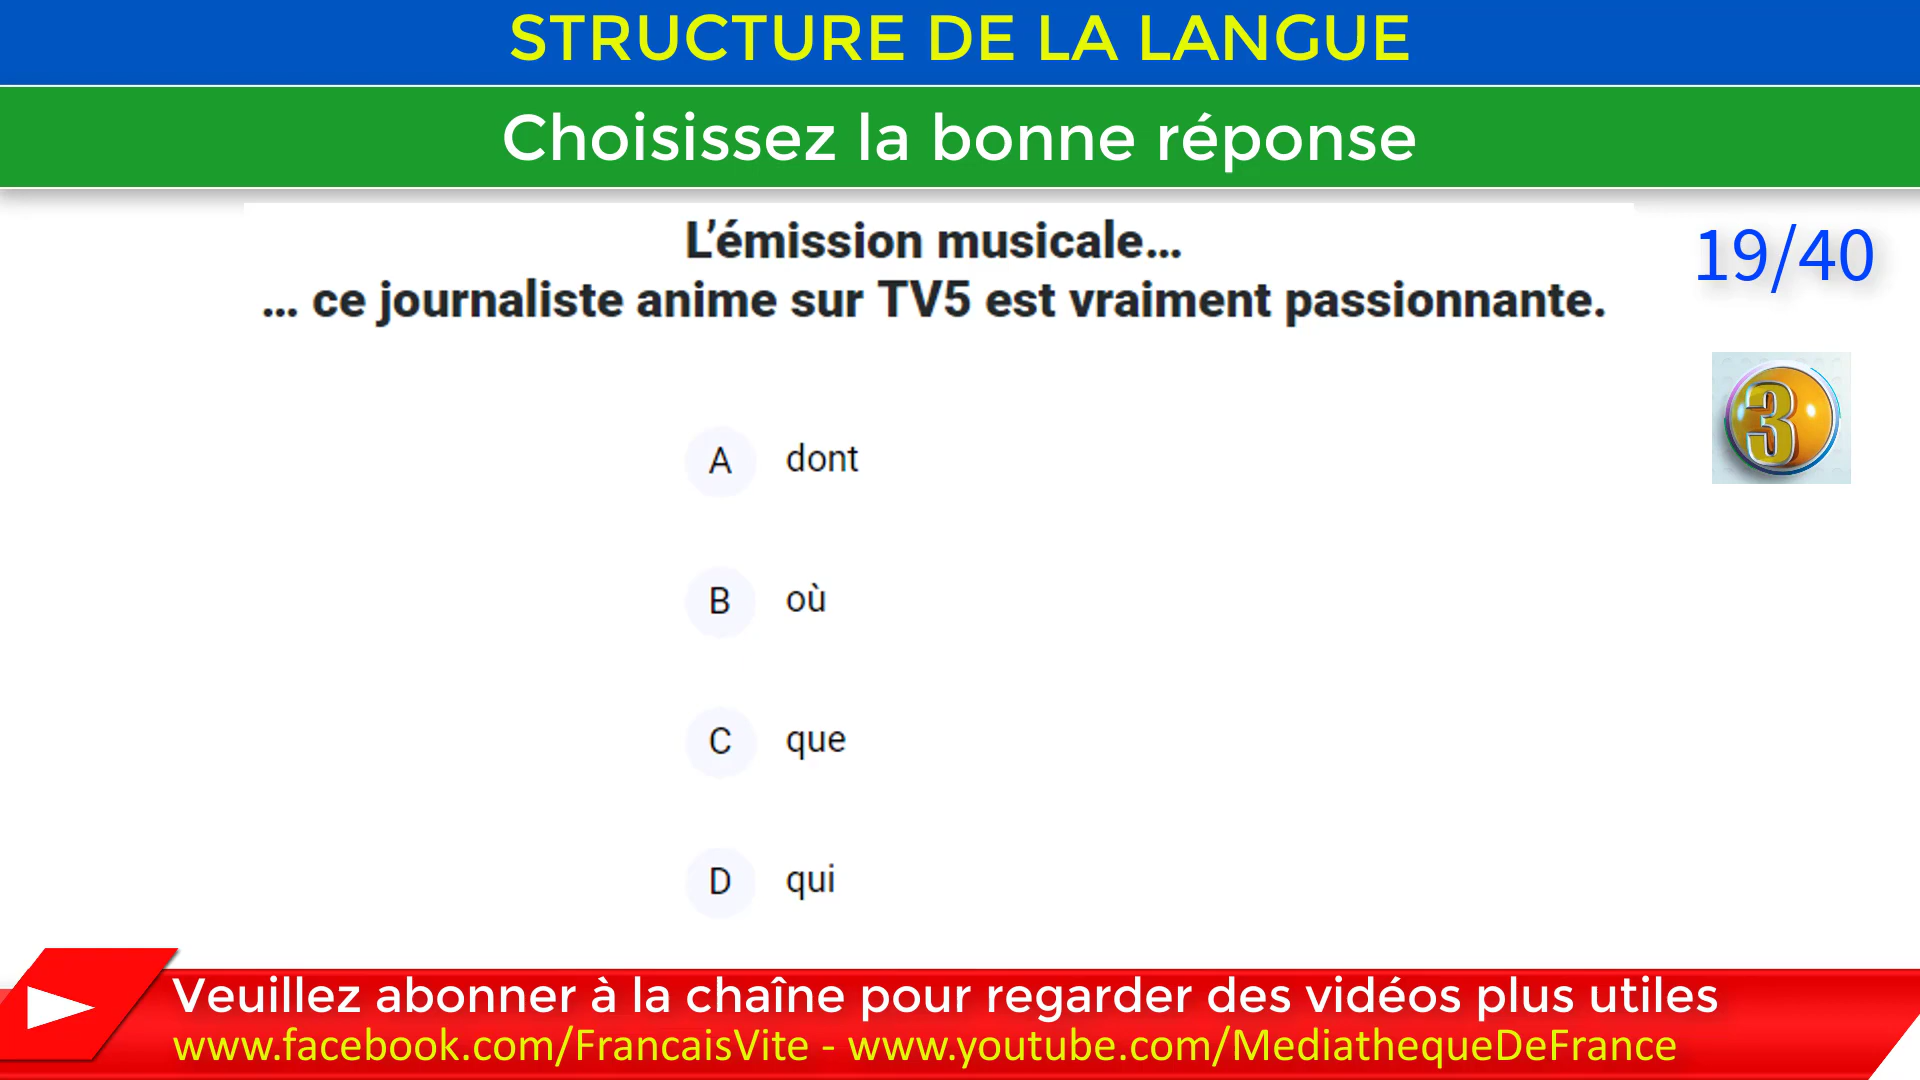 STRUCTURE DE LA LANGUE
Choisissez la bonne réponse
L’émission musicale...
... ce journaliste anime sur TV5 est vraiment passionnante.
19/40
3
A dont
B où
C que
D qui
Veuillez abonner à la chaîne pour regarder des vidéos plus utiles
www.facebook.com/FrancaisVite - www.youtube.com/MediathequeDeFrance